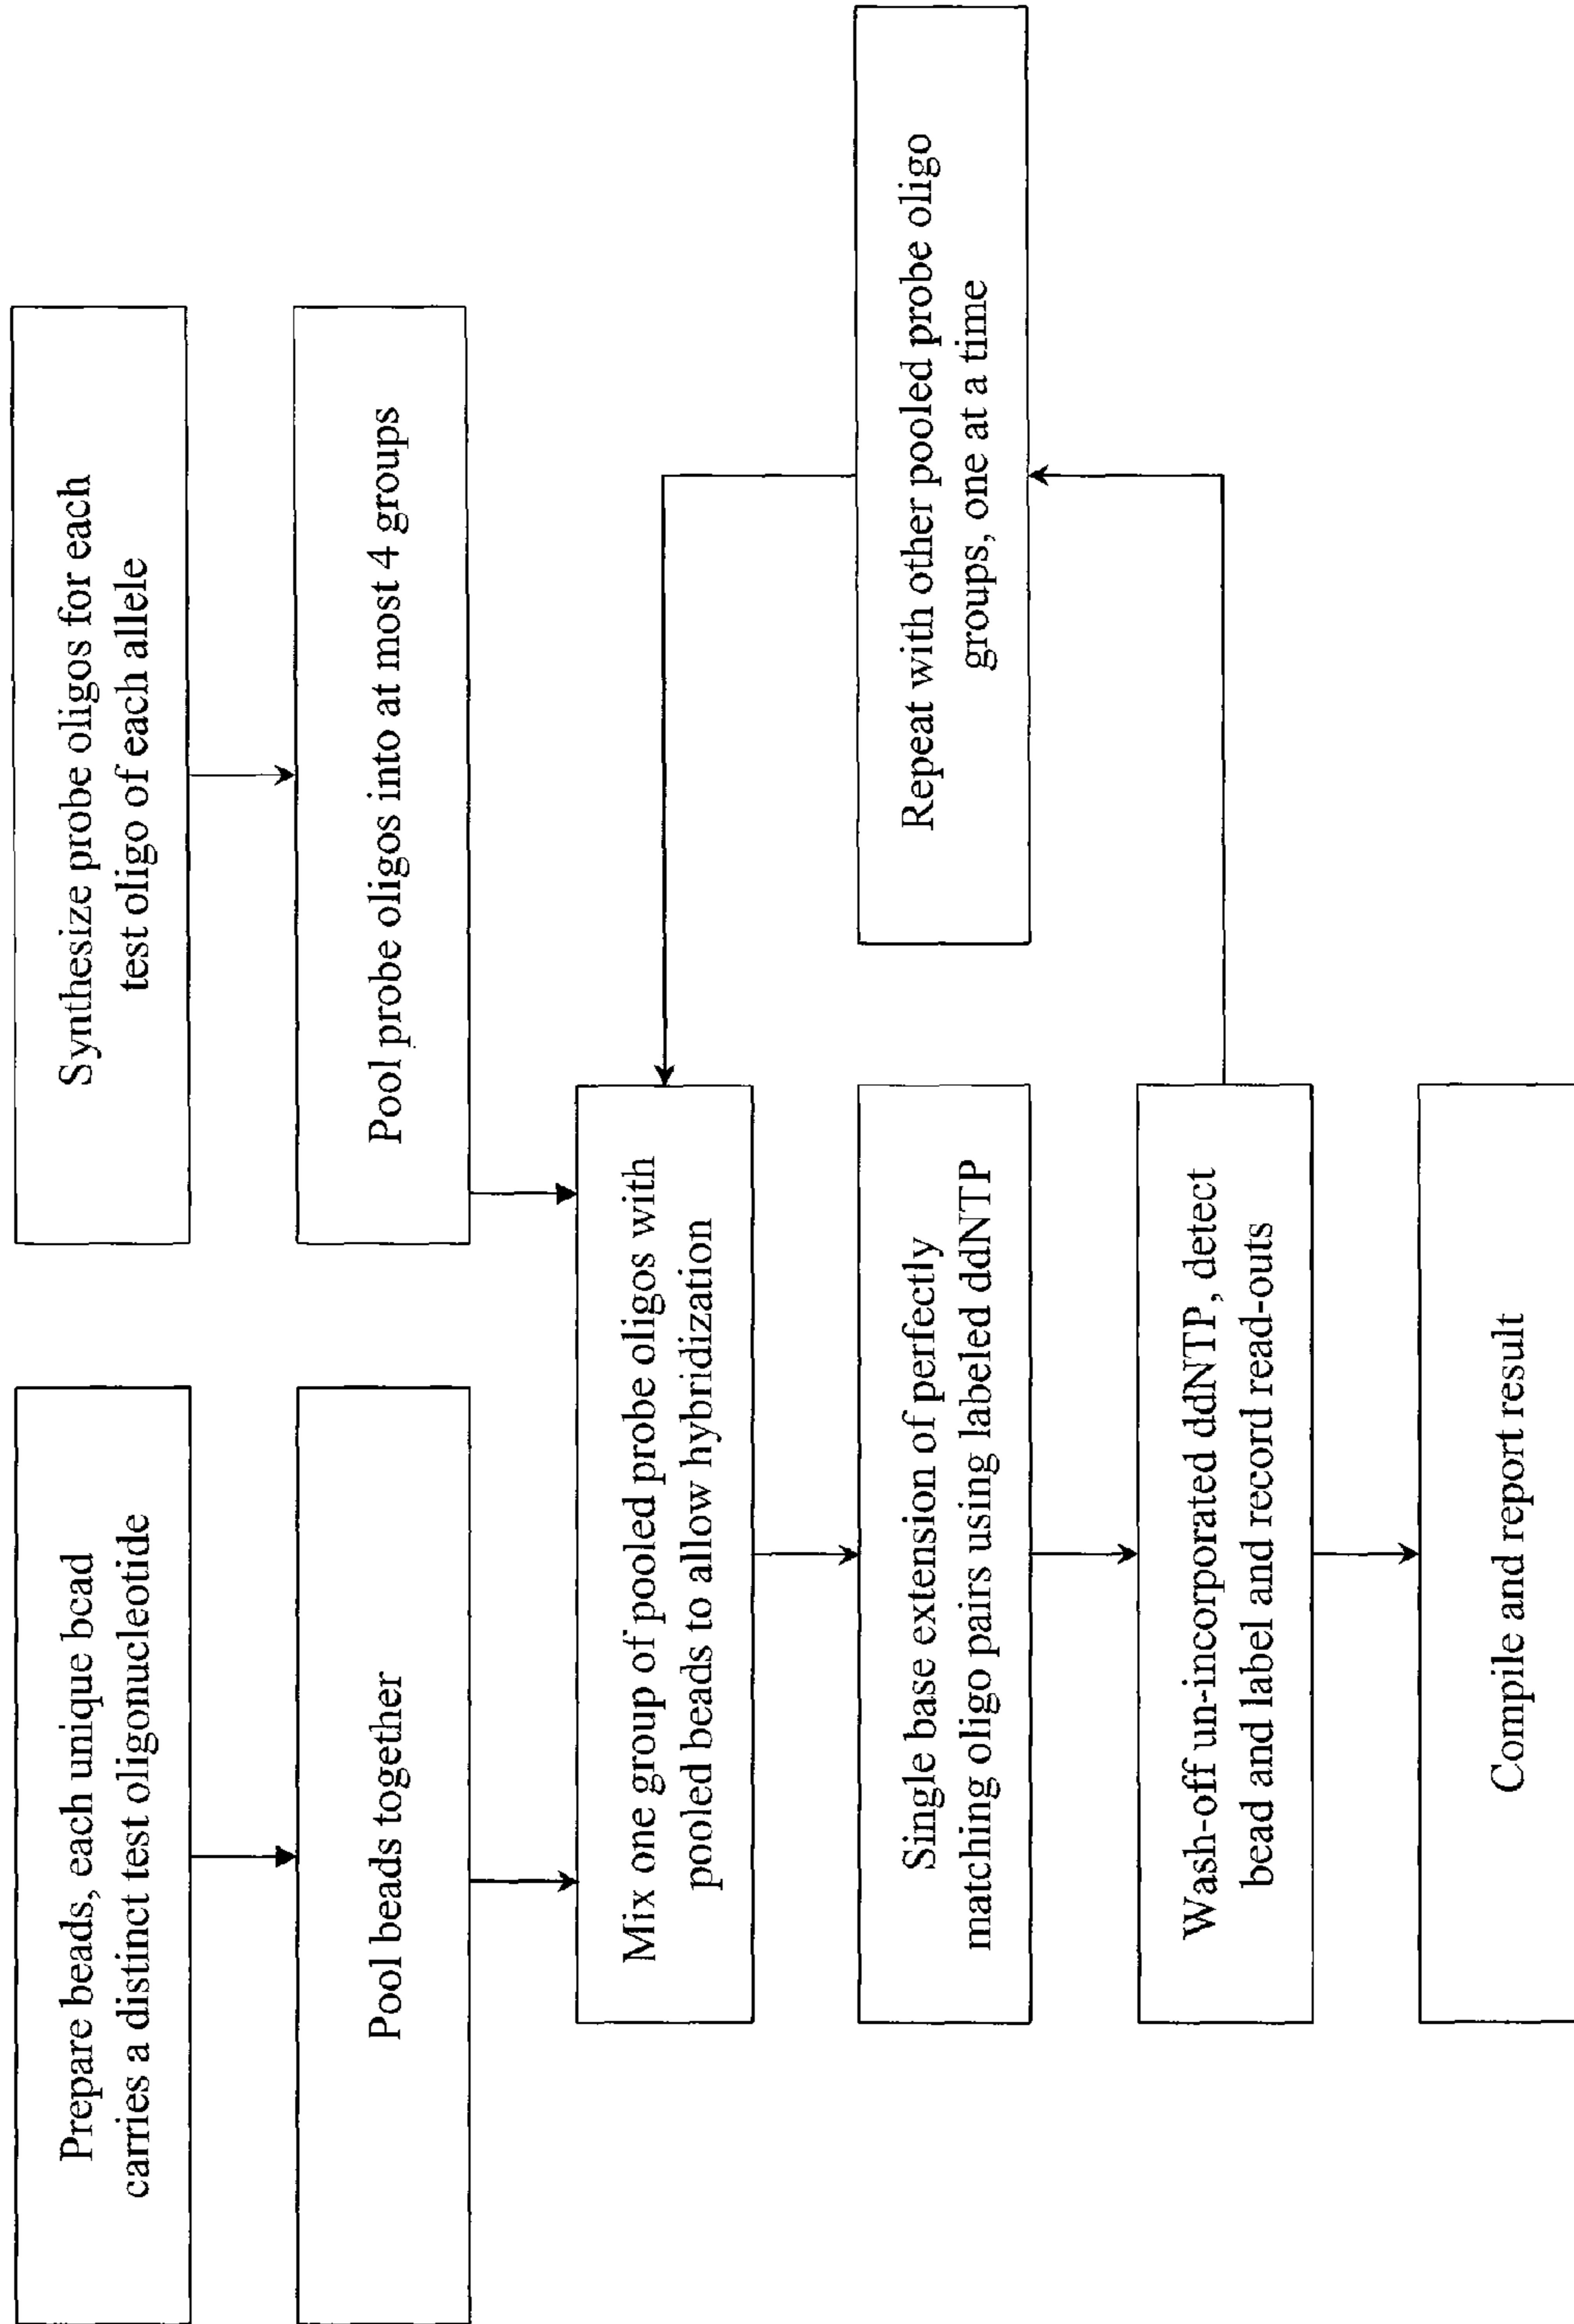 Prepare beads, each unique bead
carries a distinct test oligonucleotide
Synthesize probe oligos for each
test oligo of each allele
Pool beads together
Pool probe oligos into at most 4 groups
Mix one group of pooled probe oligos with
pooled beads to allow hybridization
Single base extension of perfectly
matching oligo pairs using labeled ddNTP
Repeat with other pooled probe oligo
groups, one at a time
Wash-off un-incorporated ddNTP, detect
bead and label and record read-outs
Compile and report result